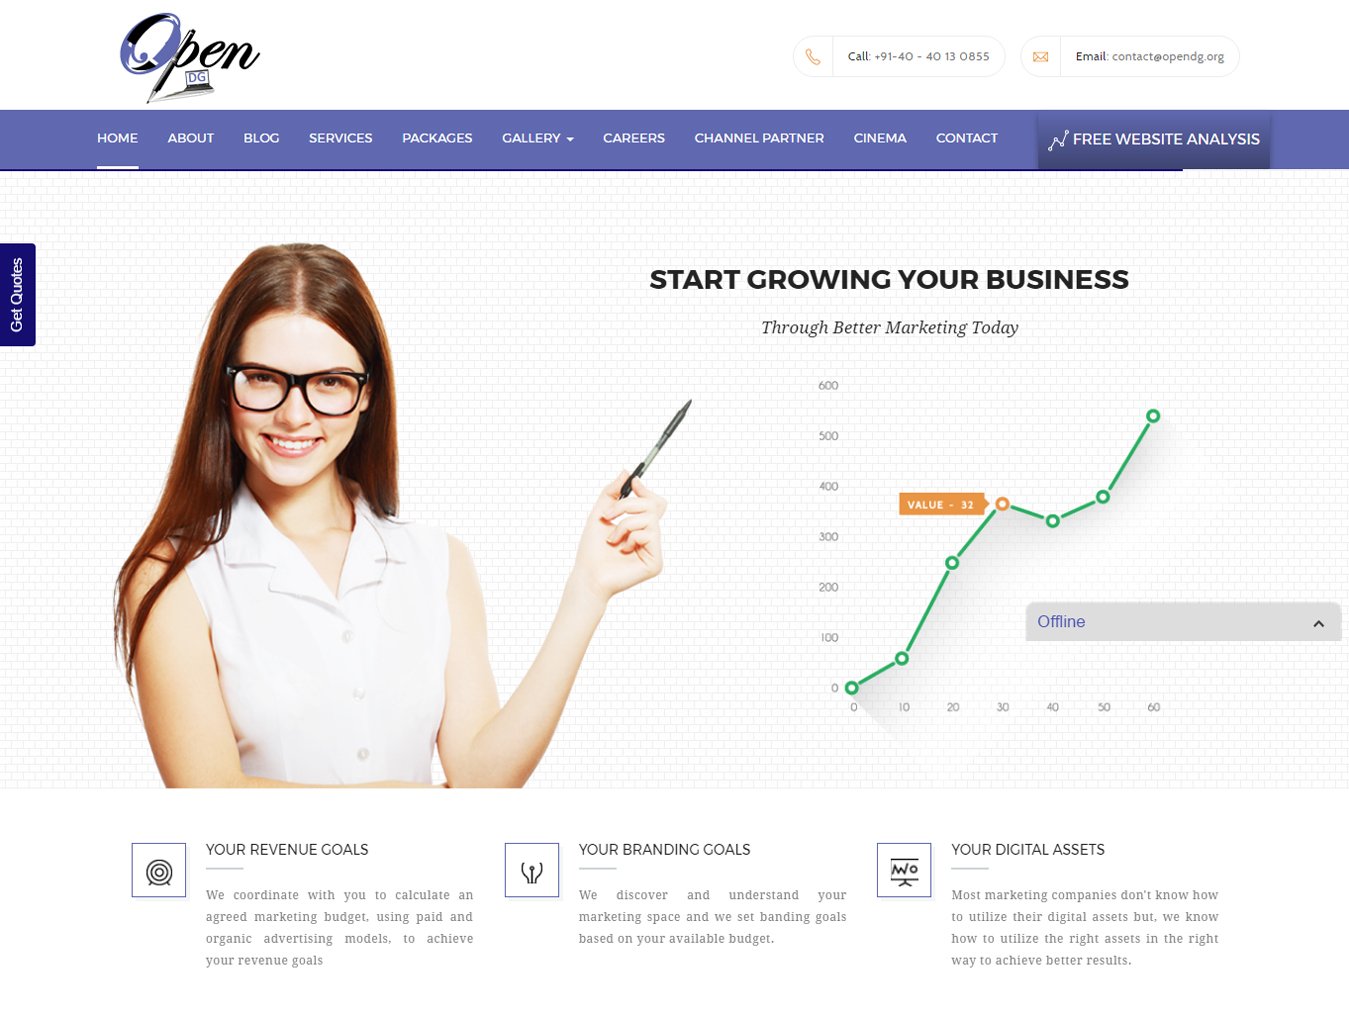 Open
DG
Call: +91-40 - 40 13 0855
Email: contact@opendg.org
HOME ABOUT BLOG SERVICES PACKAGES GALLERY CAREERS CHANNEL PARTNER CINEMA CONTACT FREE WEBSITE ANALYSIS
Get Quotes
START GROWING YOUR BUSINESS
Through Better Marketing Today
600
500
400
VALUE - 32
300
200
100
0
0 10 20 30 40 50 60
Offline
YOUR REVENUE GOALS
We coordinate with you to calculate an
agreed marketing budget, using paid and
organic advertising models, to achieve
your revenue goals
YOUR BRANDING GOALS
We discover and understand your
marketing space and we set banding goals
based on your available budget.
YOUR DIGITAL ASSETS
Most marketing companies don't know how
to utilize their digital assets but, we know
how to utilize the right assets in the right
way to achieve better results.